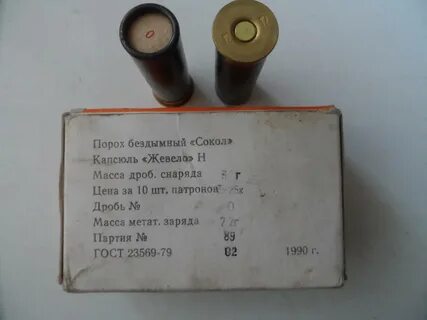 0
Порох бездымный «Сокол»
Капсюль «Жевело» Н
Масса дроб. снаряда г
Цена за 10 шт. патронов
Дробь № 0
Масса метат. заряда 2г
Партия № 89
ГОСТ 23569-79 02 1990 г.